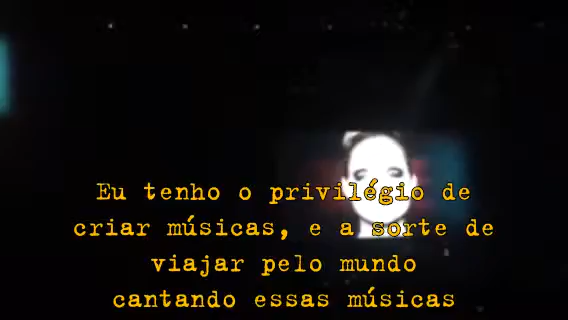 Eu tenho o privilégio de
criar músicas, e a sorte de
viajar pelo mundo
cantando essas músicas